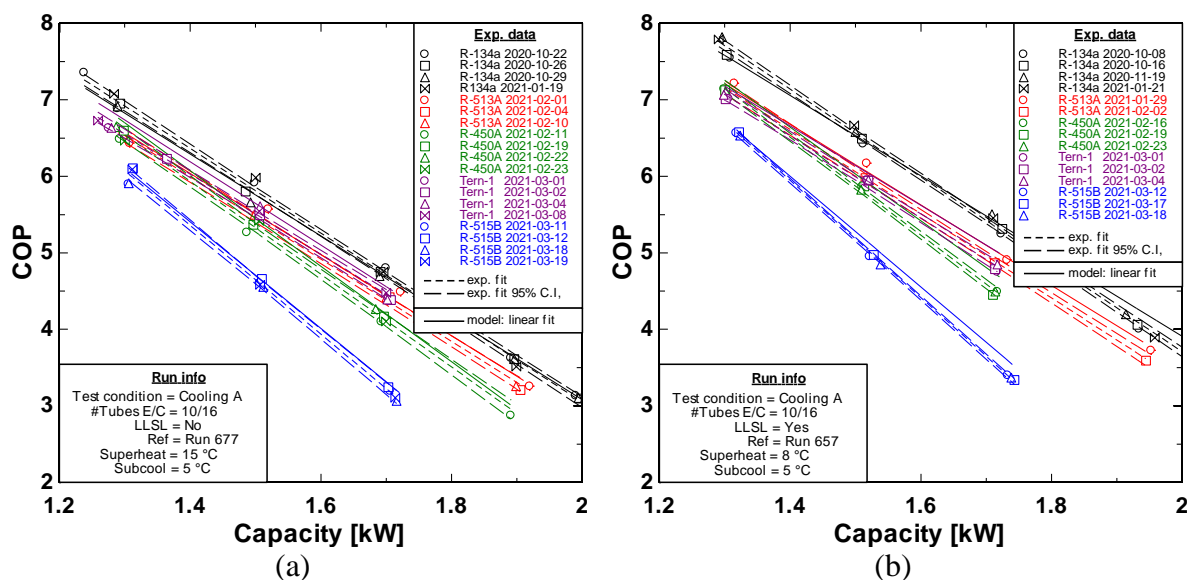 8
7
6
5
4
3
2
COP
1.2
1.4
1.6
1.8
2
Capacity [kW]
Exp. data
R-134a 2020-10-22
R-134a 2020-10-26
R-134a 2020-10-29
R134a 2021-01-19
R-513A 2021-02-01
R-513A 2021-02-04
R-513A 2021-02-10
R-450A 2021-02-11
R-450A 2021-02-19
R-450A 2021-02-22
R-450A 2021-02-23
Tern-1 2021-03-01
Tern-1 2021-03-02
Tern-1 2021-03-04
Tern-1 2021-03-08
R-515B 2021-03-11
R-515B 2021-03-12
R-515B 2021-03-18
R-515B 2021-03-19
exp. fit
exp. fit 95% C.I,
model: linear fit
Run info
Test condition = Cooling A
#Tubes E/C = 10/16
LLSL = No
Ref = Run 677
Superheat = 15 °C
Subcool = 5 °C
(a)
8
7
6
5
4
3
2
COP
1.2
1.4
1.6
1.8
2
Capacity [kW]
Exp. data
R-134a 2020-10-08
R-134a 2020-10-16
R-134a 2020-11-19
R-134a 2021-01-21
R-513A 2021-01-29
R-513A 2021-02-02
R-450A 2021-02-16
R-450A 2021-02-19
R-450A 2021-02-23
Tern-1 2021-03-01
Tern-1 2021-03-02
Tern-1 2021-03-04
R-515B 2021-03-12
R-515B 2021-03-17
R-515B 2021-03-18
exp. fit
exp. fit 95% C.I,
model: linear fit
Run info
Test condition = Cooling A
#Tubes E/C = 10/16
LLSL = Yes
Ref = Run 657
Superheat = 8 °C
Subcool = 5 °C
(b)